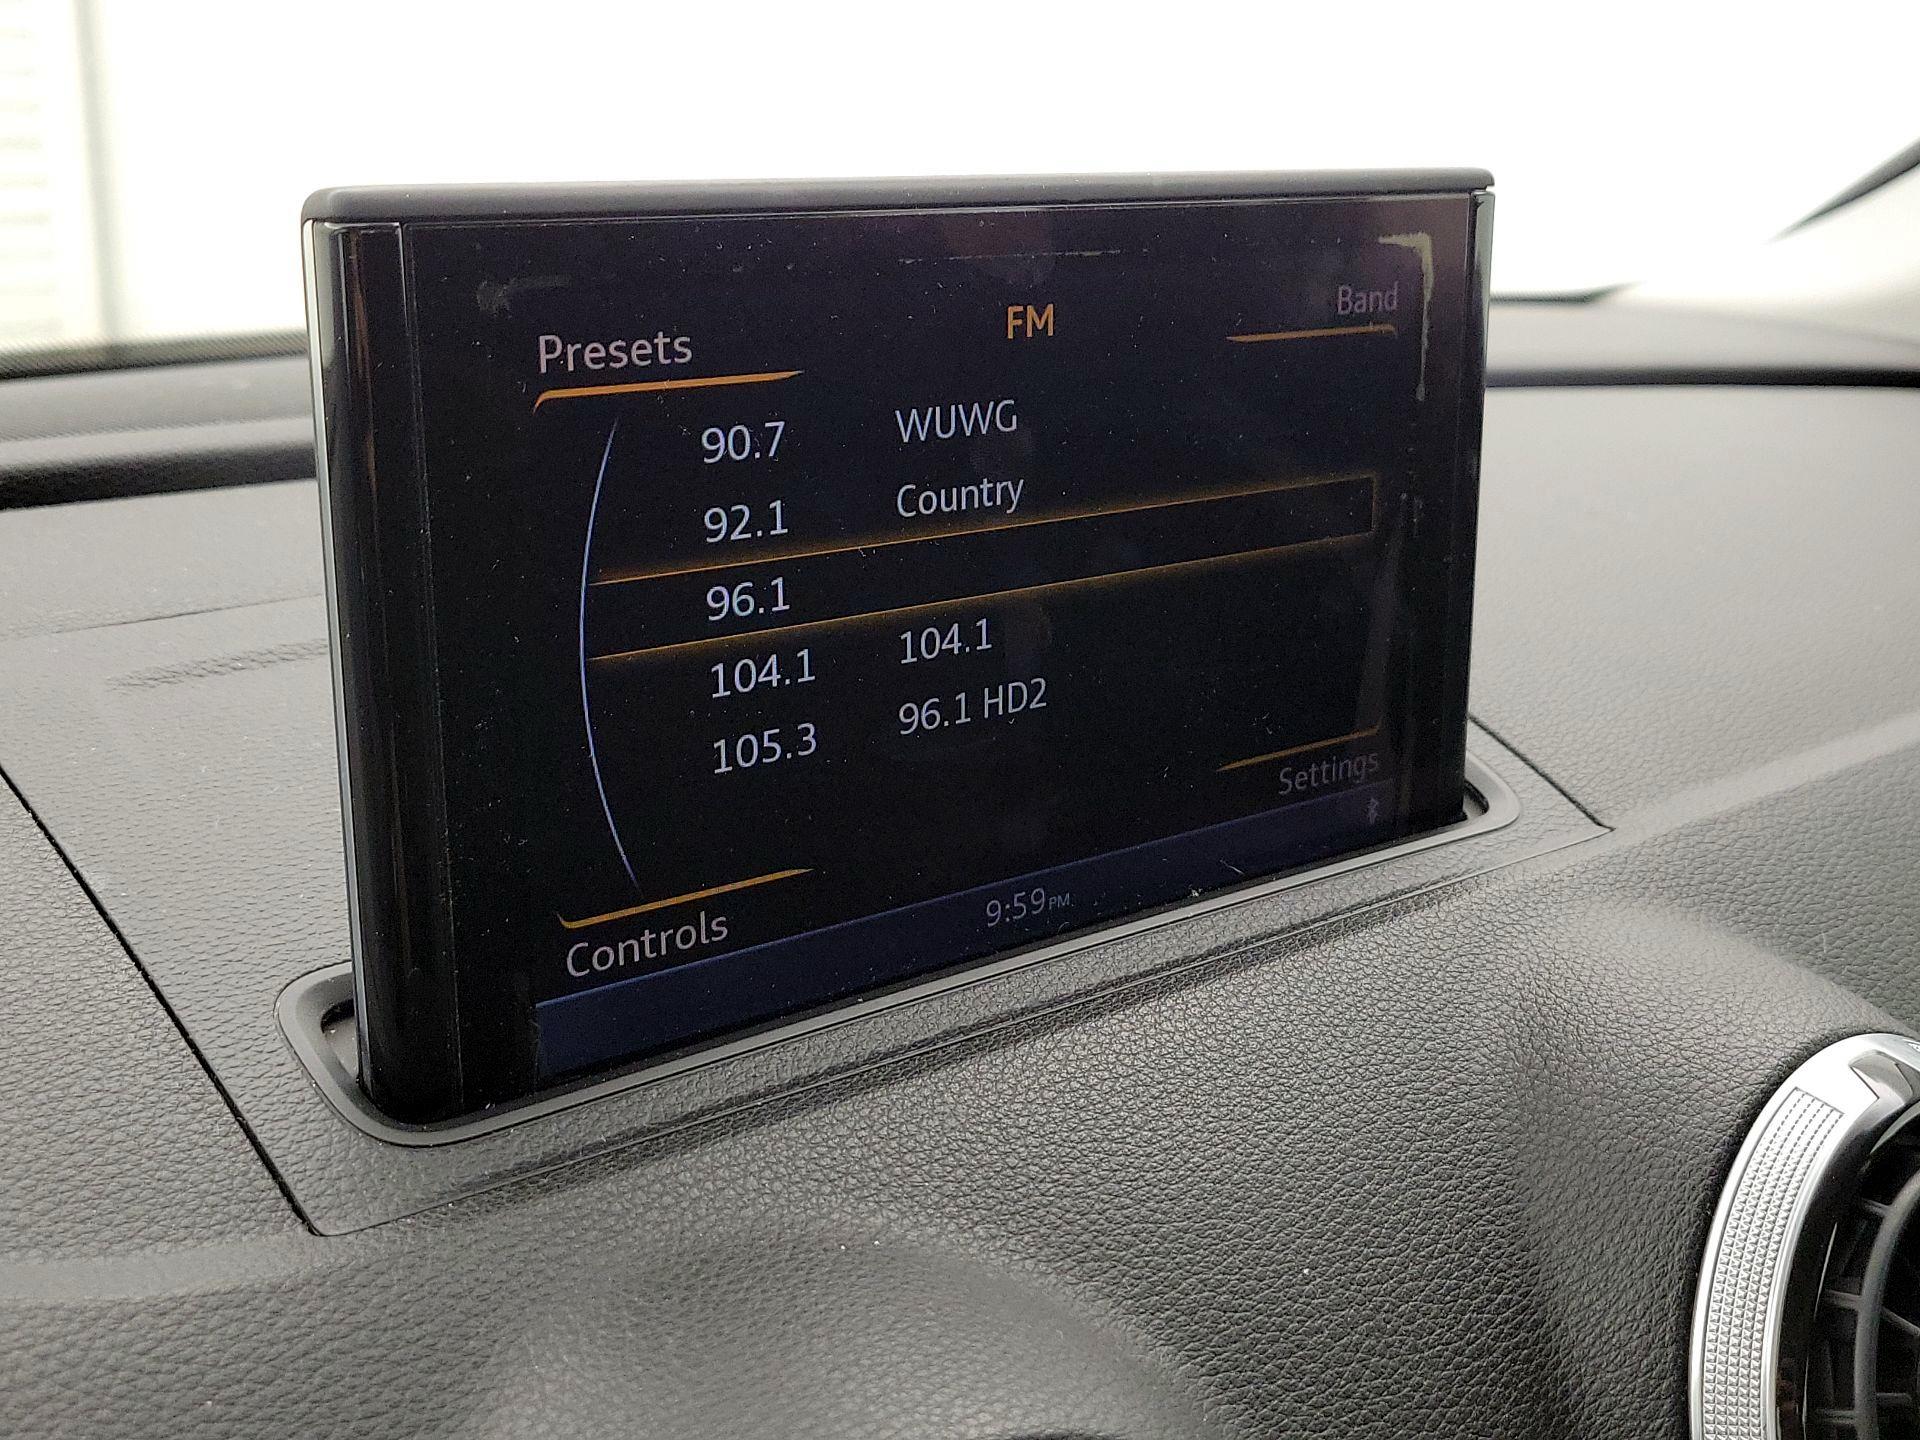 Presets FM Band
90.7 WUWG
92.1 Country
96.1
104.1 104.1
105.3 96.1 HD2
Settings
Controls
9:59 PM